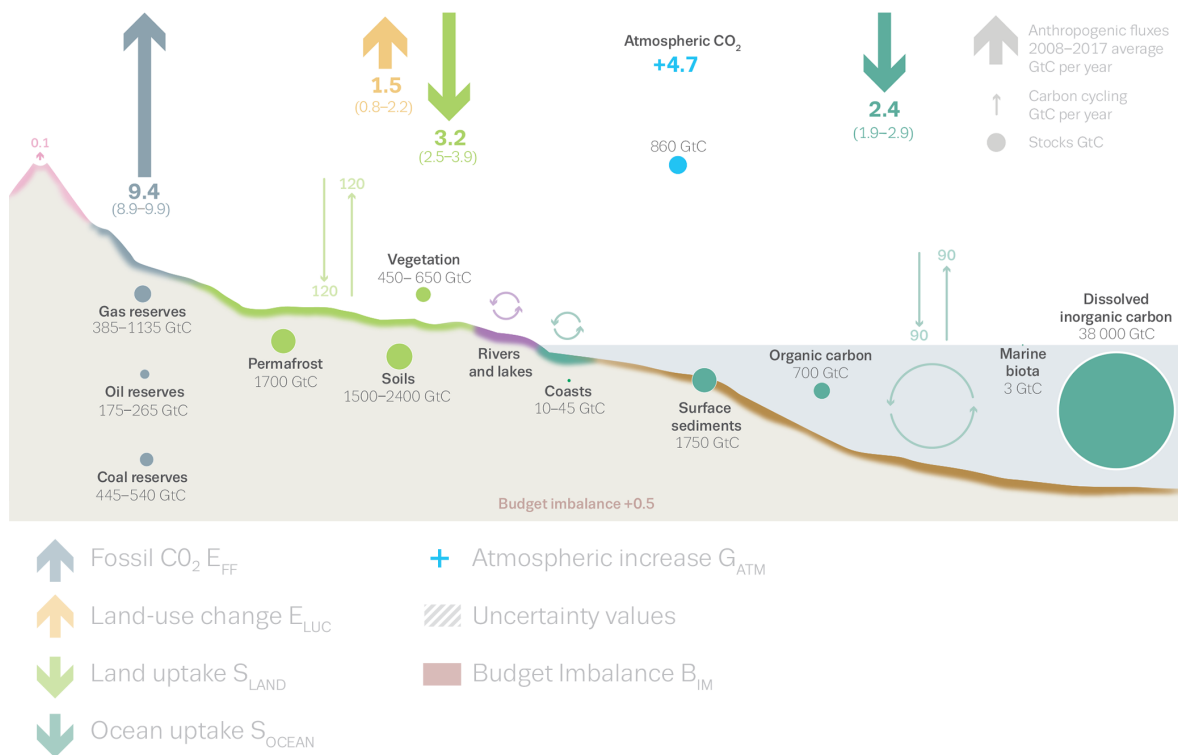 Atmospheric CO₂
+4.7
Anthropogenic fluxes
2008–2017 average
GtC per year
Carbon cycling
GtC per year
Stocks GtC
1.5
(0.8–2.2)
3.2
(2.5–3.9)
2.4
(1.9–2.9)
0.1
860 GtC
9.4
(8.9–9.9)
120
120
Vegetation
450– 650 GtC
90
90
Gas reserves
385–1135 GtC
Permafrost
1700 GtC
Soils
1500–2400 GtC
Rivers
and lakes
Oil reserves
175–265 GtC
Coasts
10–45 GtC
Surface
sediments
1750 GtC
Organic carbon
700 GtC
Marine
biota
3 GtC
Dissolved
inorganic carbon
38 000 GtC
Coal reserves
445–540 GtC
Budget imbalance +0.5
Fossil C0₂ E_FF
Land-use change E_LUC
Land uptake S_LAND
Ocean uptake S_OCEAN
Atmospheric increase G_ATM
Uncertainty values
Budget Imbalance B_IM